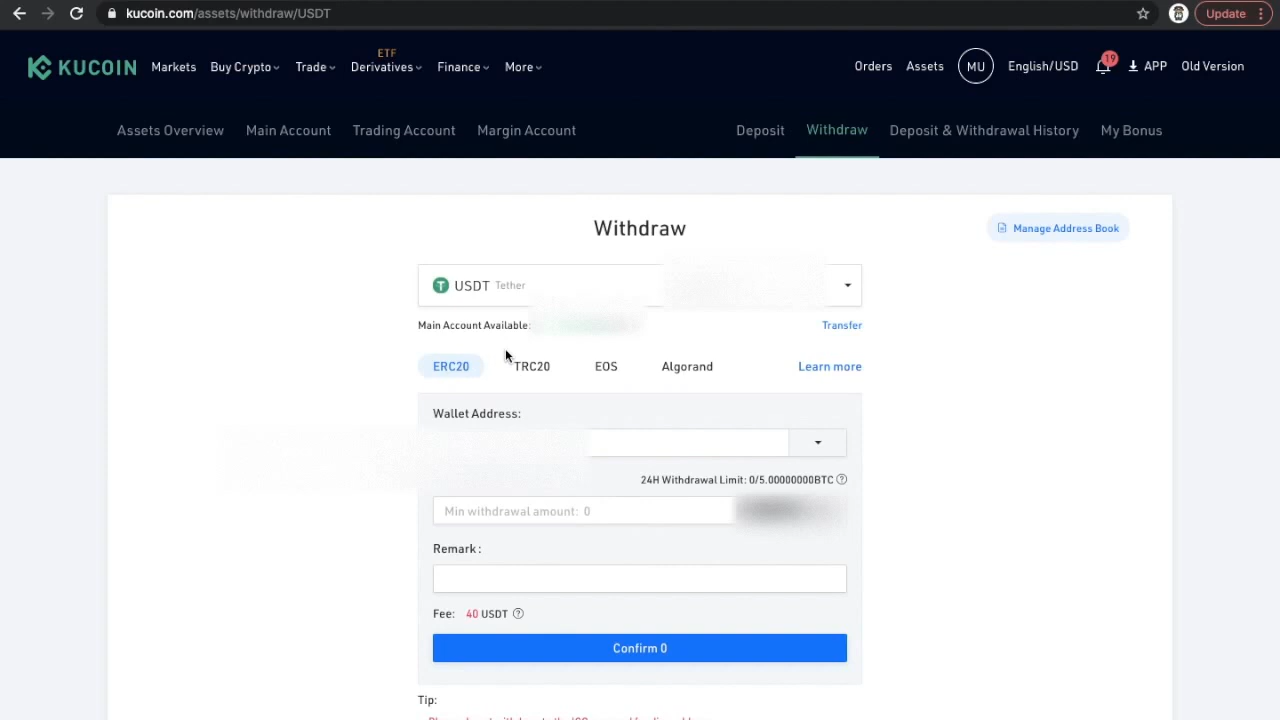 kucoin.com/assets/withdraw/USDT
Update
KUCOIN
Markets
Buy Crypto
Trade
ETF
Derivatives
Finance
More
Orders
Assets
MU
English/USD
19
APP
Old Version
Assets Overview
Main Account
Trading Account
Margin Account
Deposit
Withdraw
Deposit & Withdrawal History
My Bonus
Withdraw
Manage Address Book
USDT Tether
Main Account Available:
Transfer
ERC20
TRC20
EOS
Algorand
Learn more
Wallet Address:
24H Withdrawal Limit: 0/5.00000000BTC
Min withdrawal amount: 0
Remark :
Fee: 40 USDT
Confirm 0
Tip: